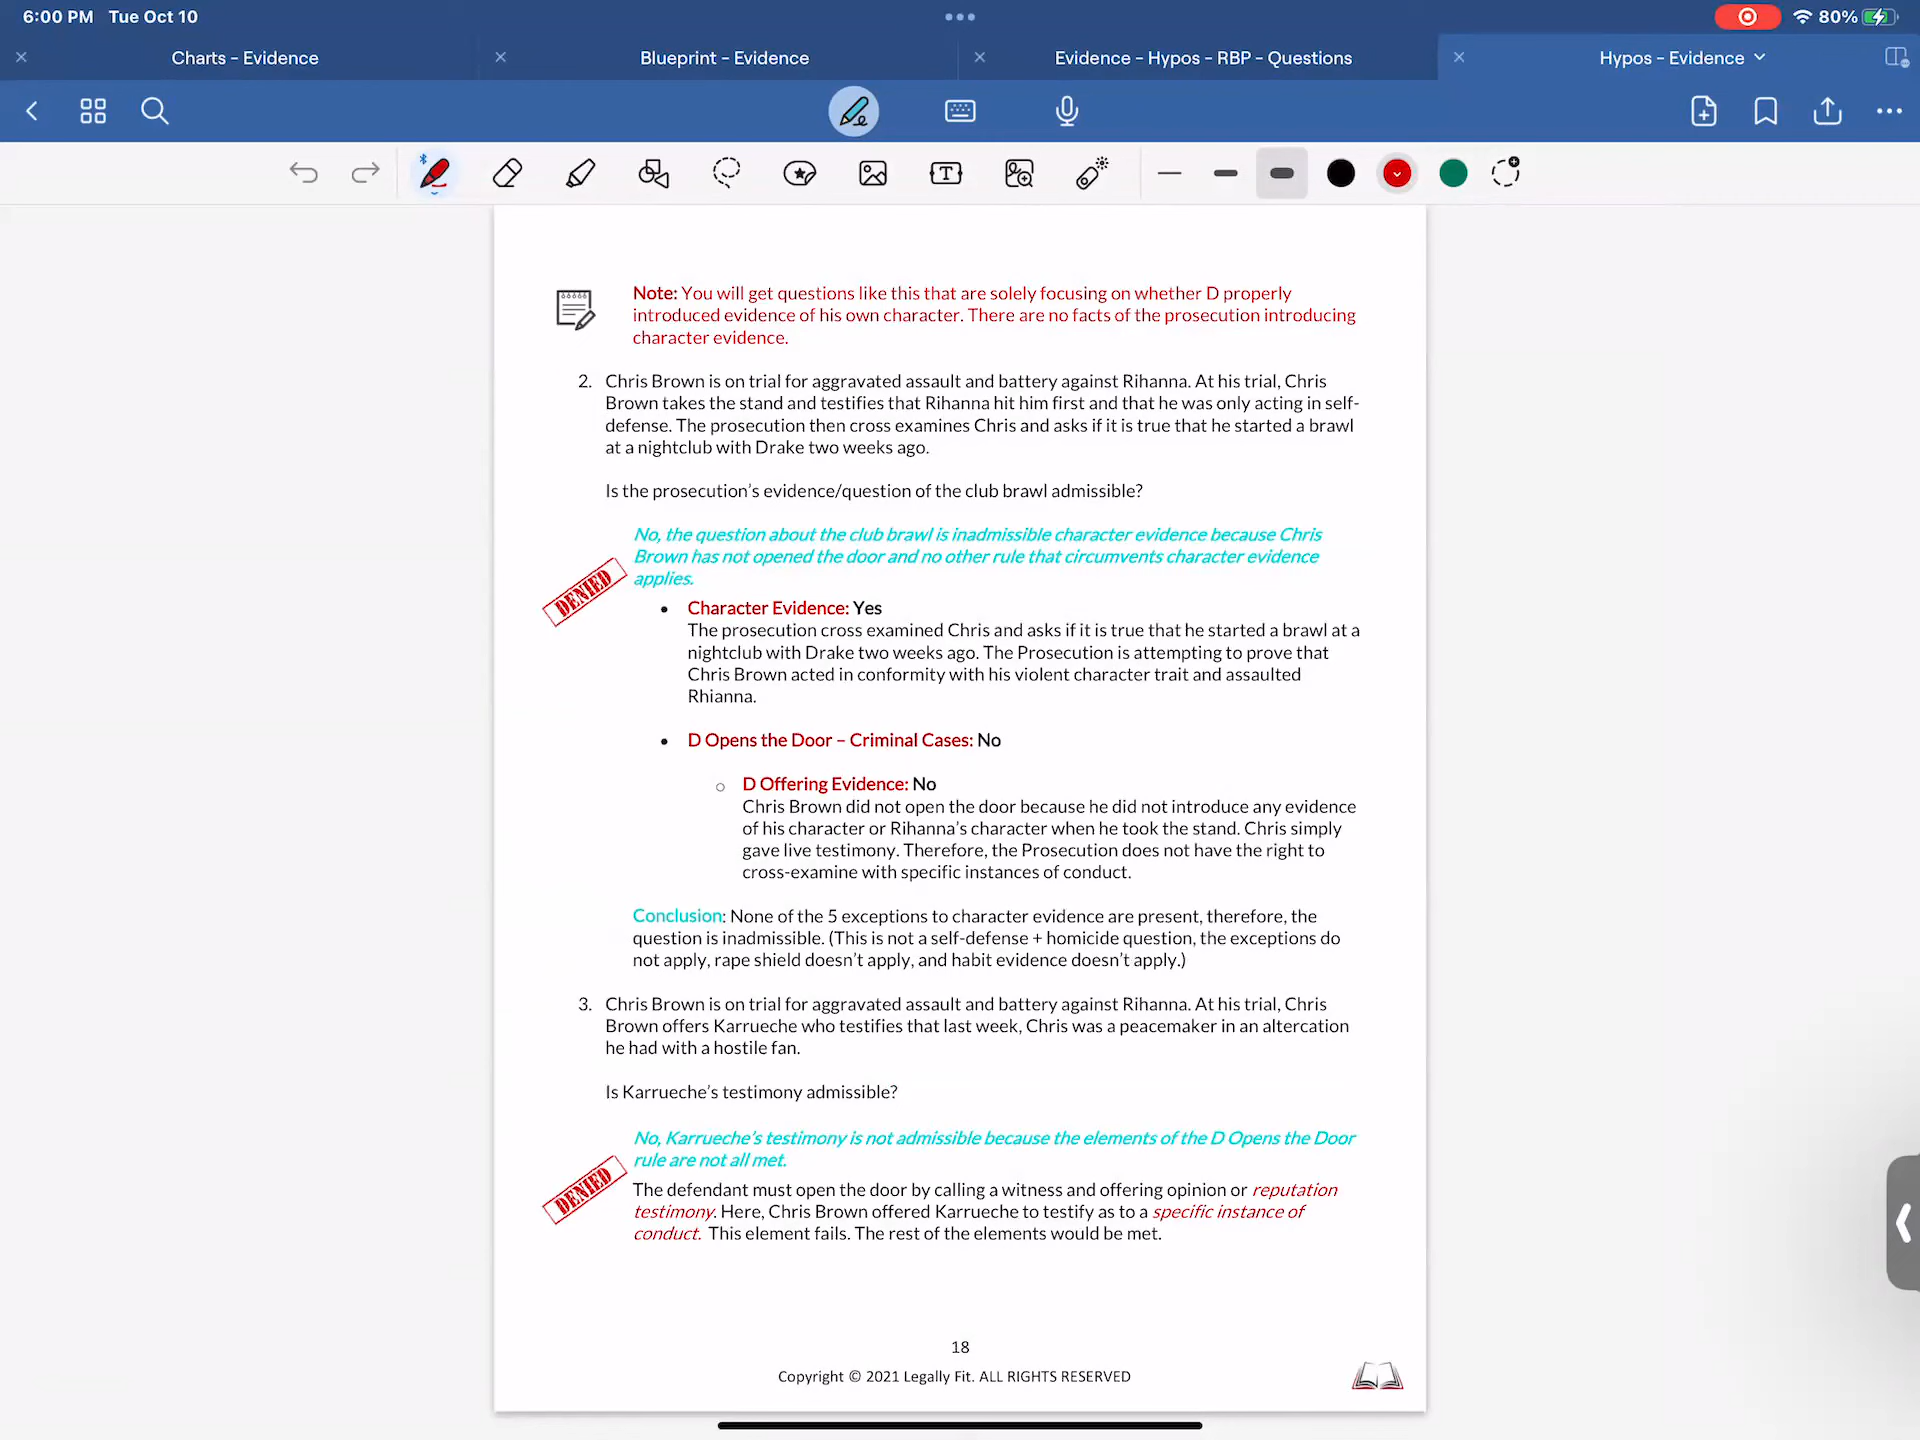 6:00 PM Tue Oct 10
80%
Charts - Evidence
Blueprint - Evidence
Evidence - Hypos - RBP - Questions
Hypos - Evidence
Note: You will get questions like this that are solely focusing on whether D properly
introduced evidence of his own character. There are no facts of the prosecution introducing
character evidence.
2. Chris Brown is on trial for aggravated assault and battery against Rihanna. At his trial, Chris
Brown takes the stand and testifies that Rihanna hit him first and that he was only acting in self-
defense. The prosecution then cross examines Chris and asks if it is true that he started a brawl
at a nightclub with Drake two weeks ago.
Is the prosecution's evidence/question of the club brawl admissible?
No, the question about the club brawl is inadmissible character evidence because Chris
Brown has not opened the door and no other rule that circumvents character evidence
applies.
DENIED
• Character Evidence: Yes
The prosecution cross examined Chris and asks if it is true that he started a brawl at a
nightclub with Drake two weeks ago. The Prosecution is attempting to prove that
Chris Brown acted in conformity with his violent character trait and assaulted
Rhianna.
• D Opens the Door – Criminal Cases: No
○ D Offering Evidence: No
Chris Brown did not open the door because he did not introduce any evidence
of his character or Rihanna's character when he took the stand. Chris simply
gave live testimony. Therefore, the Prosecution does not have the right to
cross-examine with specific instances of conduct.
Conclusion: None of the 5 exceptions to character evidence are present, therefore, the
question is inadmissible. (This is not a self-defense + homicide question, the exceptions do
not apply, rape shield doesn't apply, and habit evidence doesn't apply.)
3. Chris Brown is on trial for aggravated assault and battery against Rihanna. At his trial, Chris
Brown offers Karrueche who testifies that last week, Chris was a peacemaker in an altercation
he had with a hostile fan.
Is Karrueche's testimony admissible?
No, Karrueche's testimony is not admissible because the elements of the D Opens the Door
rule are not all met.
DENIED
The defendant must open the door by calling a witness and offering opinion or reputation
testimony. Here, Chris Brown offered Karrueche to testify as to a specific instance of
conduct. This element fails. The rest of the elements would be met.
18
Copyright © 2021 Legally Fit. ALL RIGHTS RESERVED